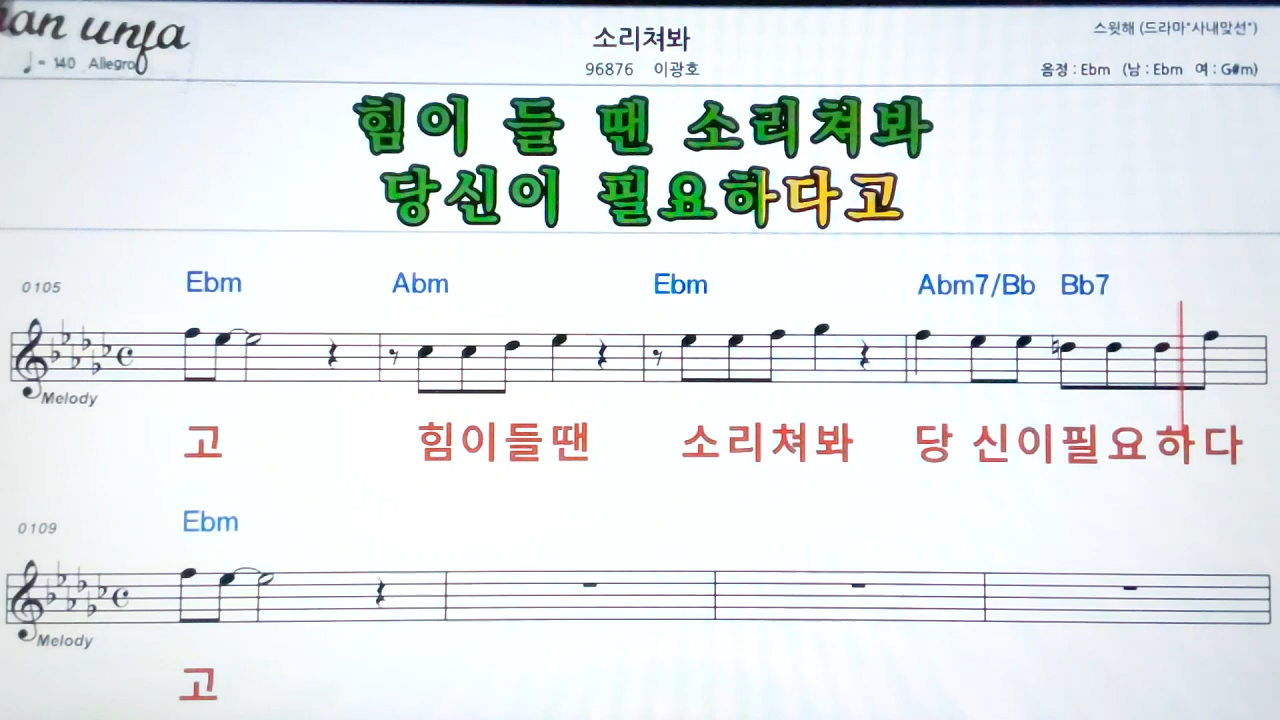 소리쳐봐
스윗해 (드라마"사내맞선")
♩= 140 Allegro
96876 이광호
음정 : Ebm (남 : Ebm 여 : G#m)
힘이 들 땐 소리쳐봐
당신이 필요하다고
0105 Ebm Abm Ebm Abm7/Bb Bb7
Melody
고 힘이들땐 소리쳐봐 당 신이필요하다
0109 Ebm
Melody
고